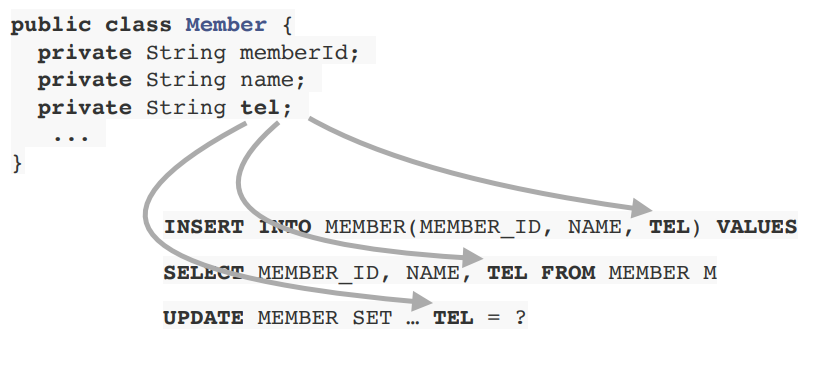 public class Member {
private String memberId;
private String name;
private String tel;
...
}
INSERT INTO MEMBER(MEMBER_ID, NAME, TEL) VALUES
SELECT MEMBER_ID, NAME, TEL FROM MEMBER M
UPDATE MEMBER SET … TEL = ?